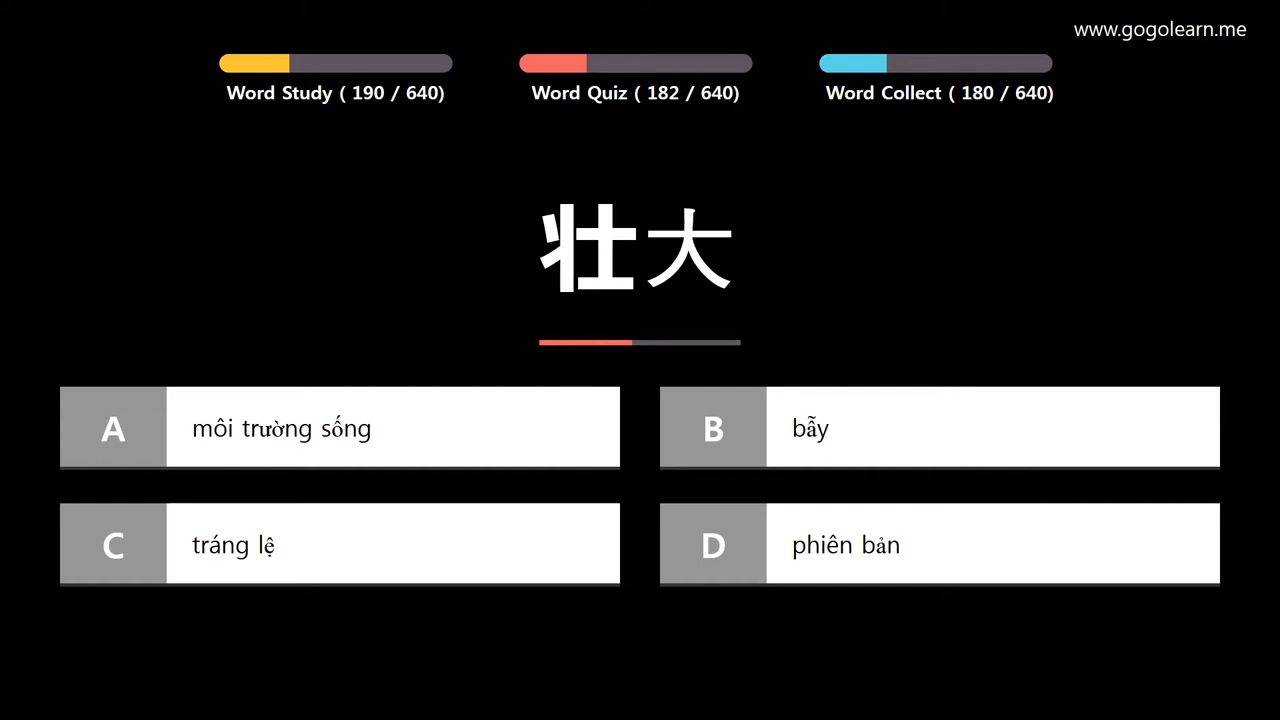 www.gogolearn.me
Word Study ( 190 / 640)
Word Quiz ( 182 / 640)
Word Collect ( 180 / 640)
壮大
A
môi trường sống
B
bẫy
C
tráng lệ
D
phiên bản